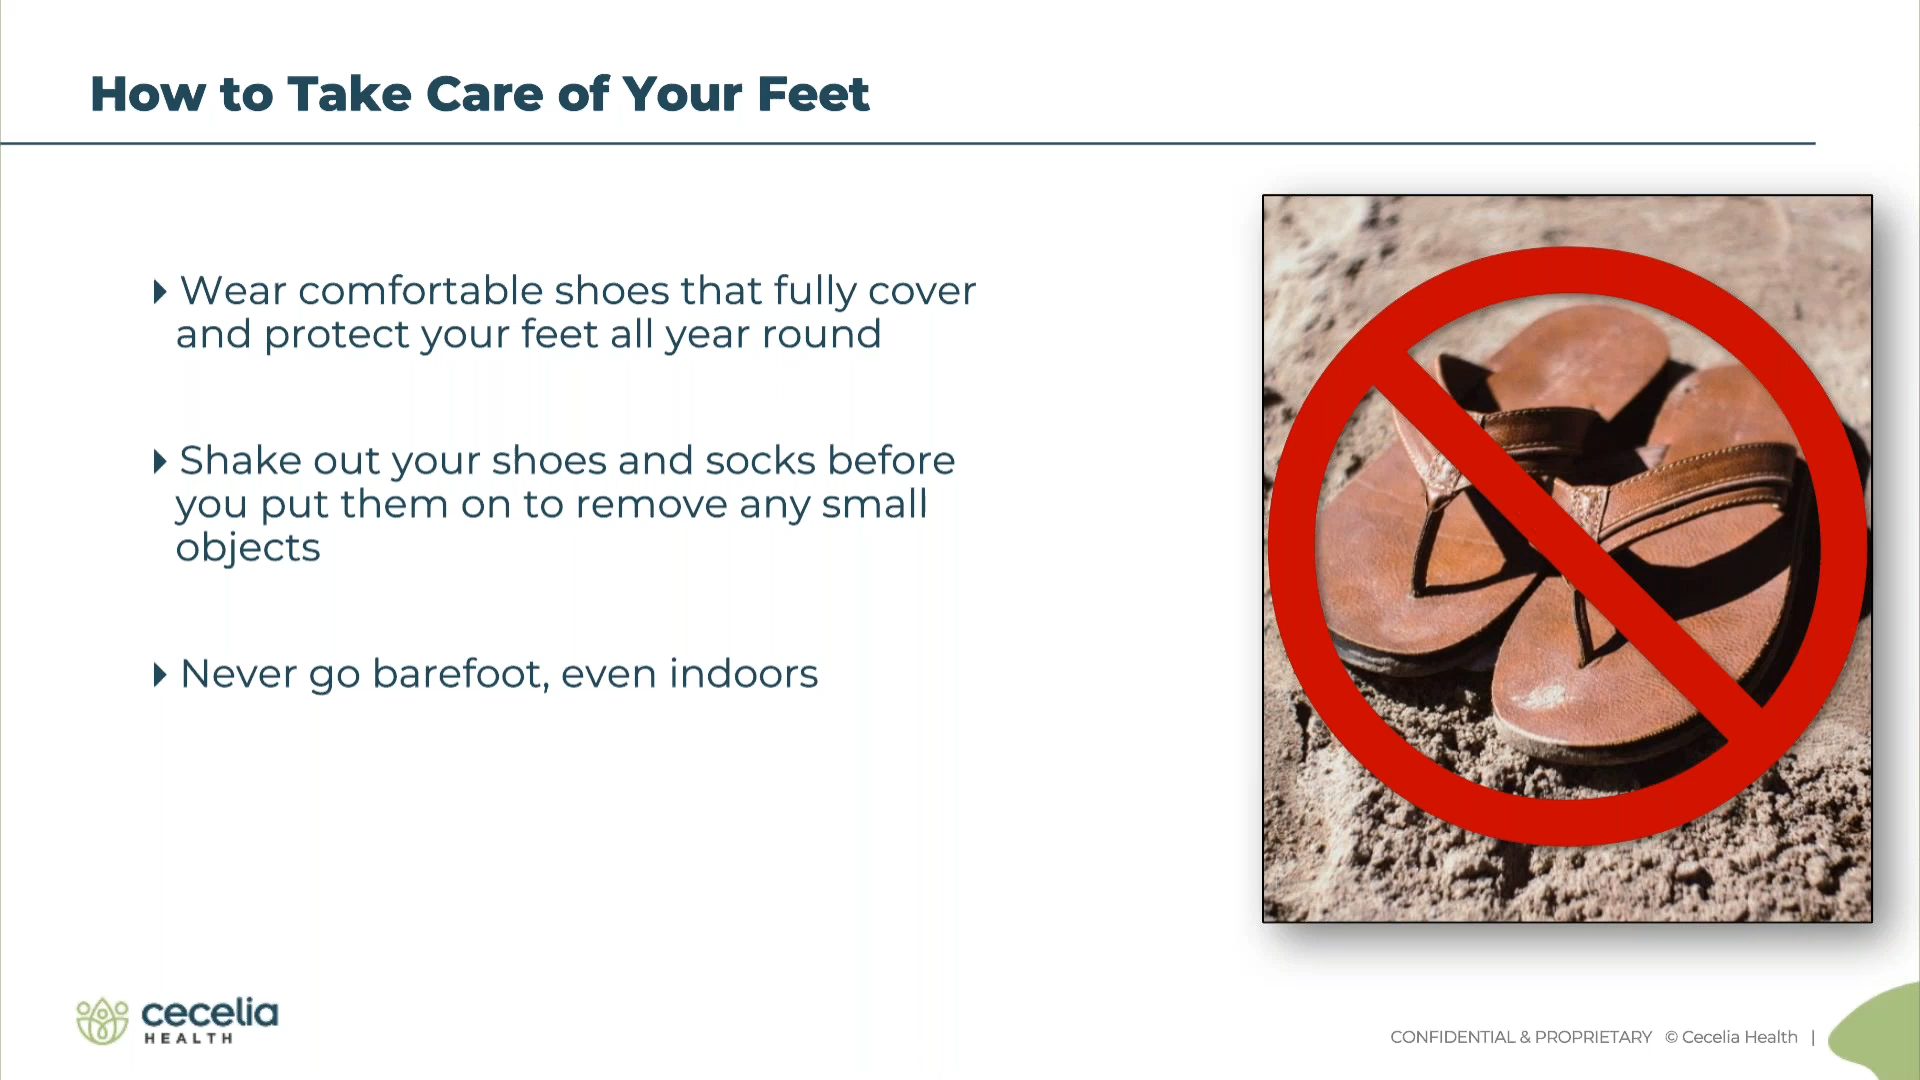 How to Take Care of Your Feet
Wear comfortable shoes that fully cover
and protect your feet all year round
Shake out your shoes and socks before
you put them on to remove any small
objects
Never go barefoot, even indoors
cecelia
HEALTH
CONFIDENTIAL & PROPRIETARY © Cecelia Health |